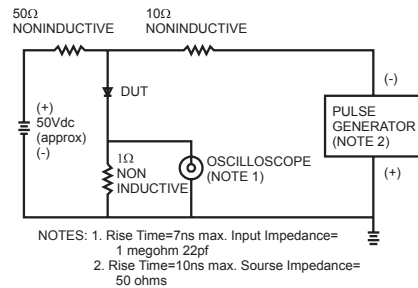 50Ω
NONINDUCTIVE
10Ω
NONINDUCTIVE
DUT
(+)
50Vdc
(approx)
(-)
1Ω
NON
INDUCTIVE
OSCILLOSCOPE
(NOTE 1)
(-)
PULSE
GENERATOR
(NOTE 2)
(+)
NOTES: 1. Rise Time=7ns max. Input Impedance=
1 megohm 22pf
2. Rise Time=10ns max. Sourse Impedance=
50 ohms